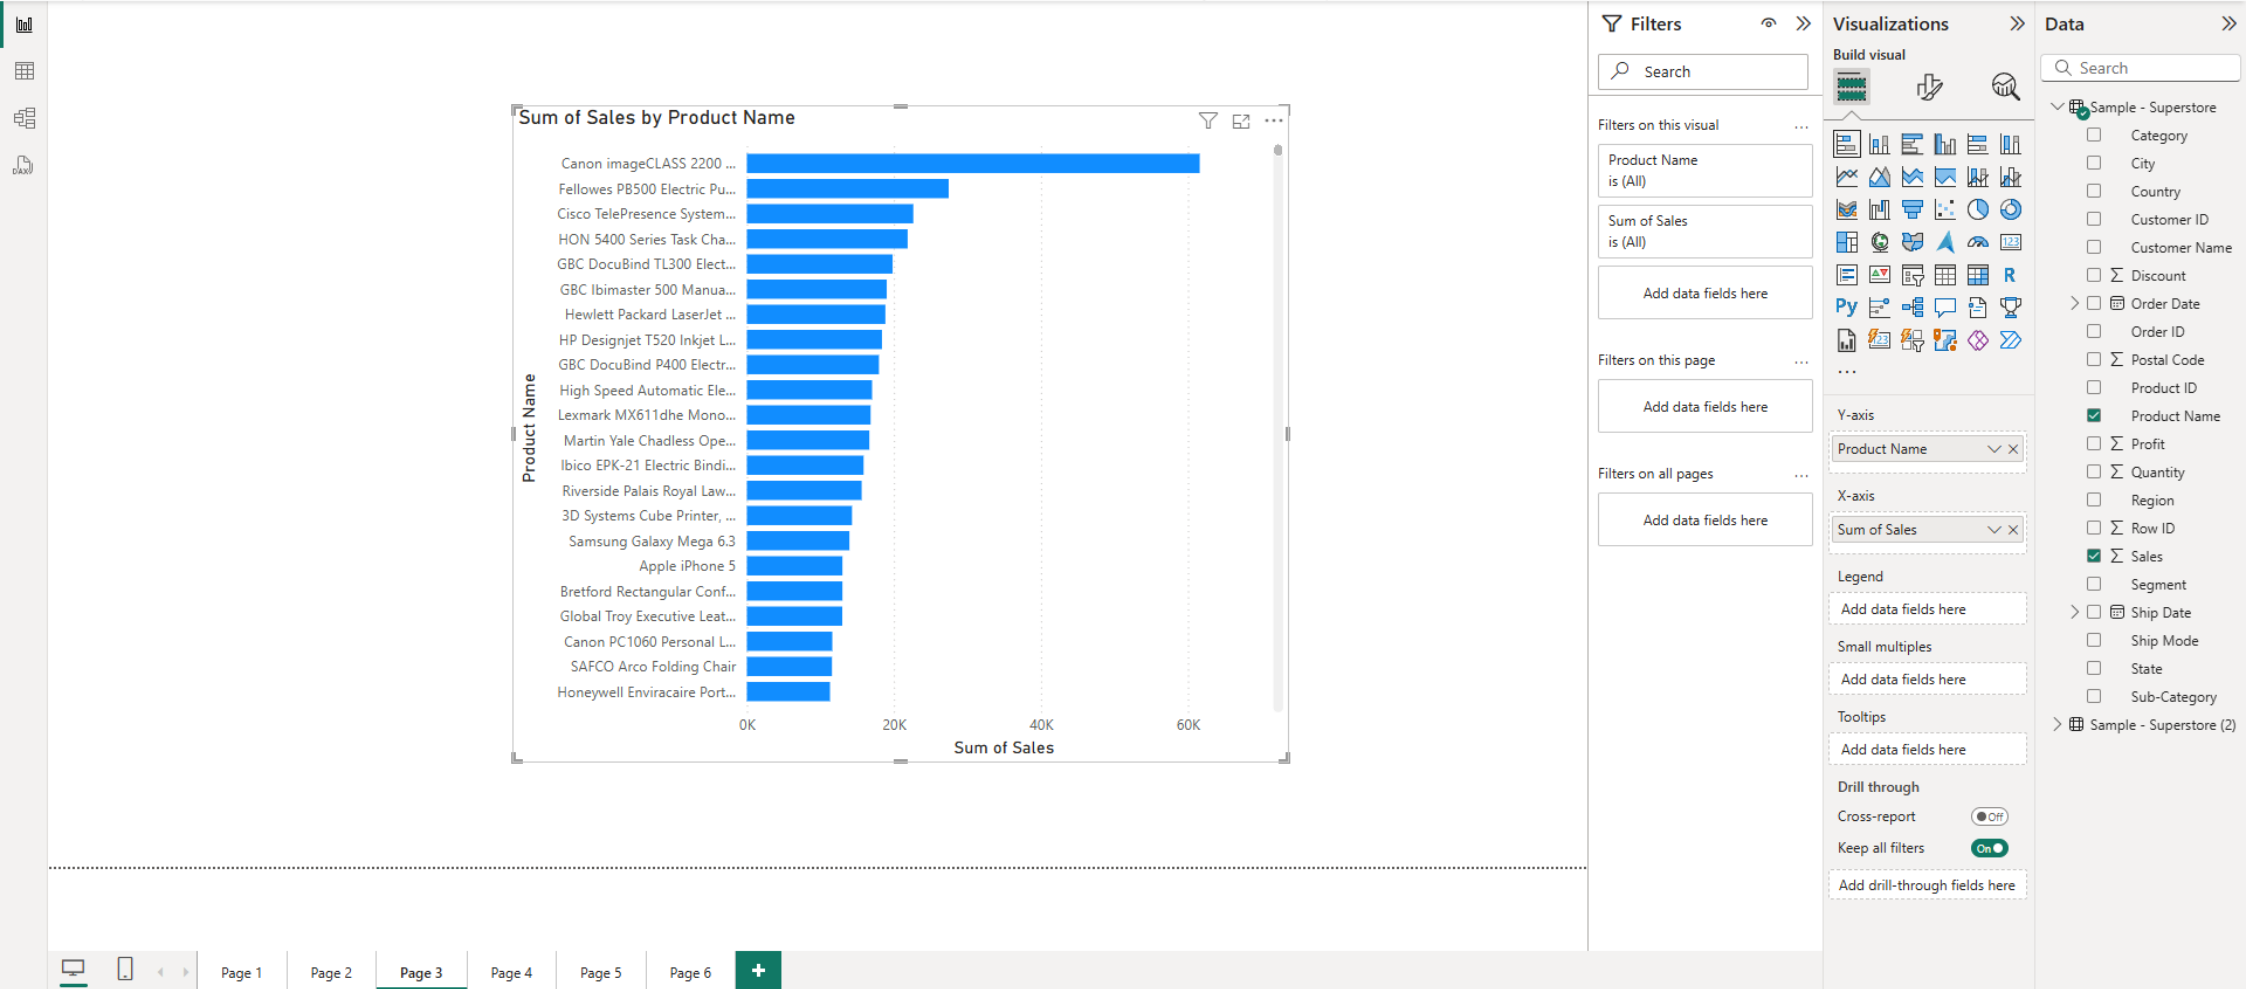 Sum of Sales by Product Name
Canon imageCLASS 2200 ...
Fellowes PB500 Electric Pu...
Cisco TelePresence System...
HON 5400 Series Task Cha...
GBC DocuBind TL300 Elect...
GBC Ibimaster 500 Manua...
Hewlett Packard LaserJet ...
HP Designjet T520 Inkjet L...
GBC DocuBind P400 Electr...
High Speed Automatic Ele...
Lexmark MX611dhe Mono...
Martin Yale Chadless Ope...
Ibico EPK-21 Electric Bindi...
Riverside Palais Royal Law...
3D Systems Cube Printer, ...
Samsung Galaxy Mega 6.3
Apple iPhone 5
Bretford Rectangular Conf...
Global Troy Executive Leat...
Canon PC1060 Personal L...
SAFCO Arco Folding Chair
Honeywell Enviracaire Port...
Product Name
0K 20K 40K 60K
Sum of Sales
DAX
Page 1
Page 2
Page 3
Page 4
Page 5
Page 6
+
Filters
Search
Filters on this visual ...
Product Name
is (All)
Sum of Sales
is (All)
Add data fields here
Filters on this page ...
Add data fields here
Filters on all pages ...
Add data fields here
Visualizations
Build visual
123
R
Py
123
...
Y-axis
Product Name
X-axis
Sum of Sales
Legend
Add data fields here
Small multiples
Add data fields here
Tooltips
Add data fields here
Drill through
Cross-report Off
Keep all filters On
Add drill-through fields here
Data
Search
Sample - Superstore
Category
City
Country
Customer ID
Customer Name
Σ Discount
Order Date
Order ID
Σ Postal Code
Product ID
Product Name
Σ Profit
Σ Quantity
Region
Σ Row ID
Σ Sales
Segment
Ship Date
Ship Mode
State
Sub-Category
Sample - Superstore (2)